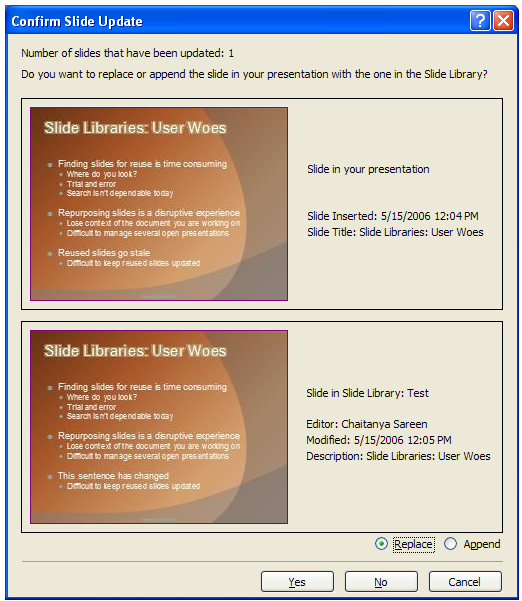 Confirm Slide Update
Number of slides that have been updated: 1
Do you want to replace or append the slide in your presentation with the one in the Slide Library?
Slide Libraries: User Woes
Finding slides for reuse is time consuming
Where do you look?
Trial and error
Search isn't dependable today
Repurposing slides is a disruptive experience
Lose context of the document you are working on
Difficult to manage several open presentations
Reused slides go stale
Difficult to keep reused slides updated
Slide in your presentation
Slide Inserted: 5/15/2006 12:04 PM
Slide Title: Slide Libraries: User Woes
Slide Libraries: User Woes
Finding slides for reuse is time consuming
Where do you look?
Trial and error
Search isn't dependable today
Repurposing slides is a disruptive experience
Lose context of the document you are working on
Difficult to manage several open presentations
This sentence has changed
Difficult to keep reused slides updated
Slide in Slide Library: Test
Editor: Chaitanya Sareen
Modified: 5/15/2006 12:05 PM
Description: Slide Libraries: User Woes
Replace Append
Yes No Cancel